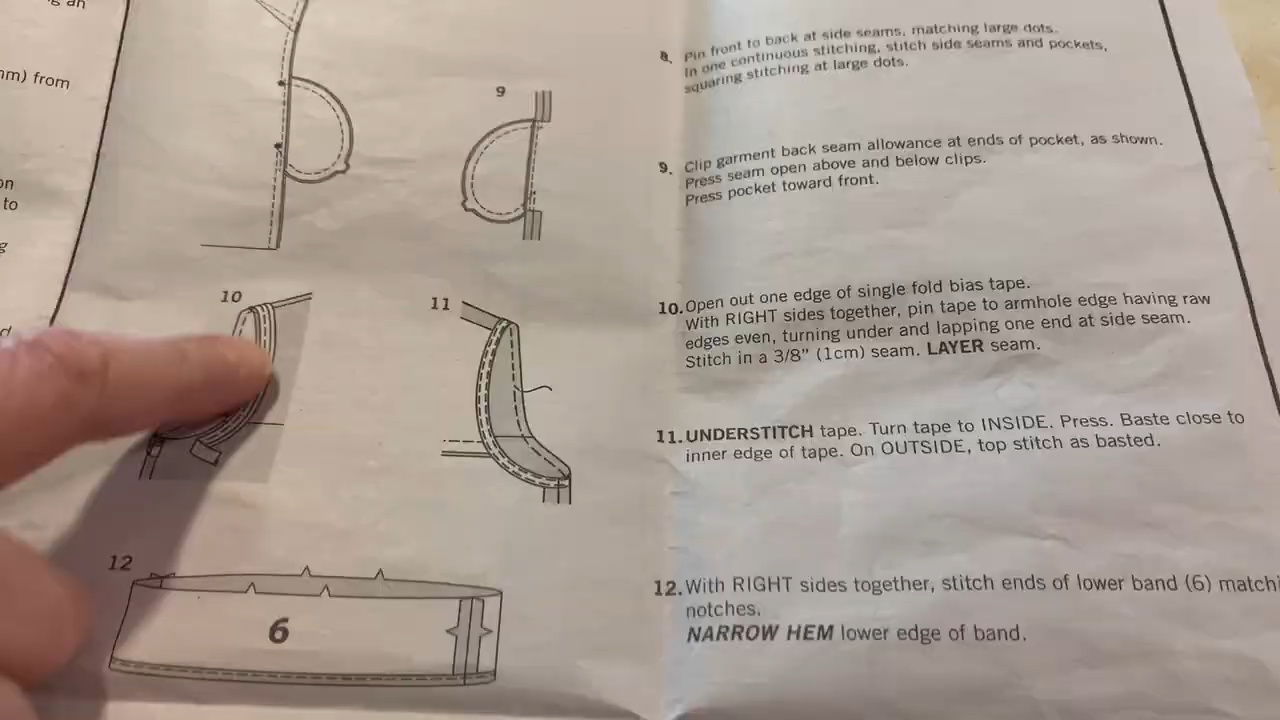 mm) from
to
8. Pin front to back at side seams, matching large dots.
In one continuous stitching, stitch side seams and pockets,
squaring stitching at large dots.
9
9. Clip garment back seam allowance at ends of pocket, as shown.
Press seam open above and below clips.
Press pocket toward front.
10
11
10. Open out one edge of single fold bias tape.
With RIGHT sides together, pin tape to armhole edge having raw
edges even, turning under and lapping one end at side seam.
Stitch in a 3/8” (1cm) seam. LAYER seam.
11. UNDERSTITCH tape. Turn tape to INSIDE. Press. Baste close to
inner edge of tape. On OUTSIDE, top stitch as basted.
12
6
12. With RIGHT sides together, stitch ends of lower band (6) matchi
notches.
NARROW HEM lower edge of band.